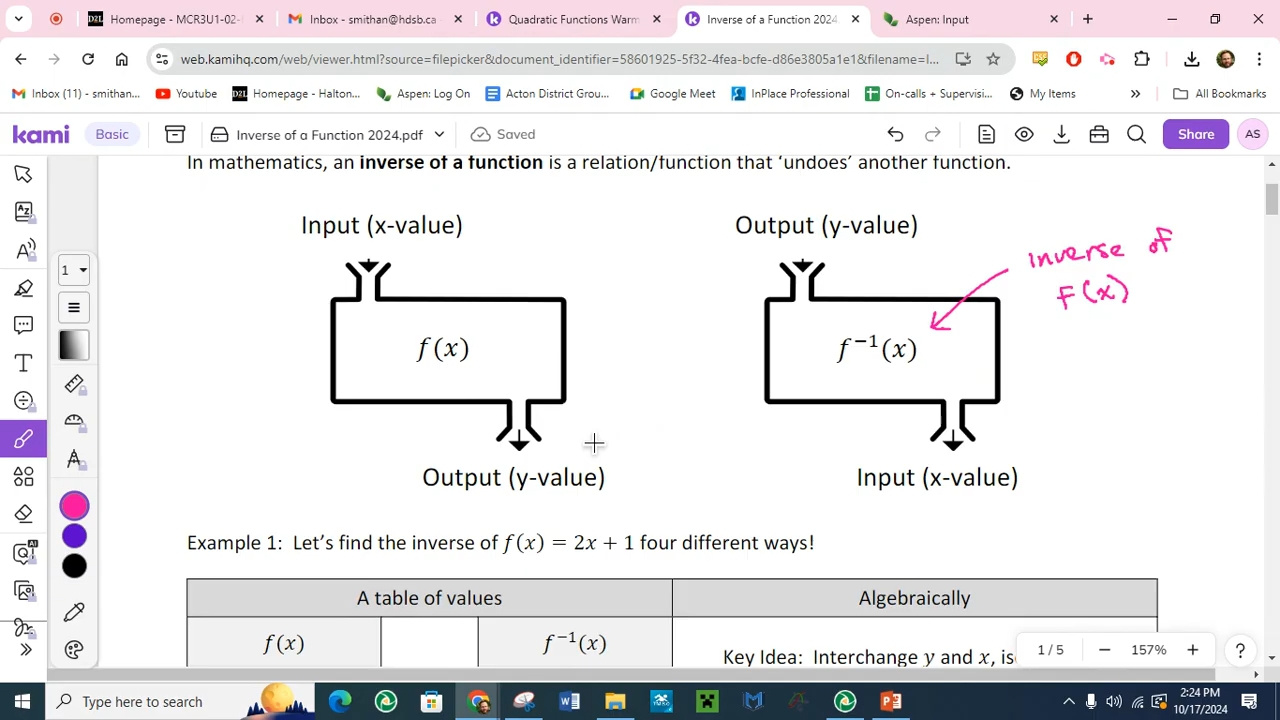 Homepage - MCR3U1-02-
Inbox - smithan@hdsb.ca -
Quadratic Functions Warm
Inverse of a Function 2024
Aspen: Input
web.kamihq.com/web/viewer.html?source=filepicker&document_identifier=58601925-5f32-4fea-bcfe-d86e3805a1e1&filename=I...
Inbox (11) - smithan...
Youtube
Homepage - Halton...
Aspen Log On
Acton District Grou...
Google Meet
InPlace Professional
On-calls + Supervisi...
My Items
All Bookmarks
kami
Basic
Inverse of a Function 2024.pdf
Saved
Share
AS
In mathematics, an inverse of a function is a relation/function that ‘undoes’ another function.
Input (x-value)
Output (y-value)
inverse of
f(x)
f(x)
f⁻¹(x)
Output (y-value)
Input (x-value)
Example 1: Let’s find the inverse of f(x) = 2x + 1 four different ways!
A table of values
Algebraically
f(x)
f⁻¹(x)
Key Idea: Interchange y and x, is
1
1 / 5
157%
Type here to search
2:24 PM
10/17/2024